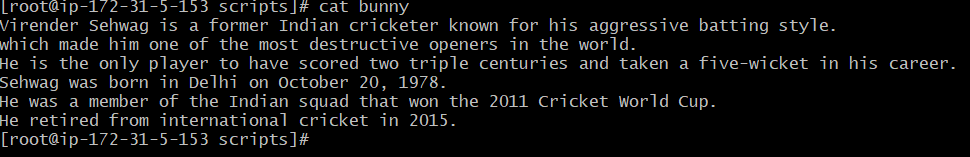 [root@ip-172-31-5-153 scripts]# cat bunny
Virender Sehwag is a former Indian cricketer known for his aggressive batting style.
which made him one of the most destructive openers in the world.
He is the only player to have scored two triple centuries and taken a five-wicket in his career.
Sehwag was born in Delhi on October 20, 1978.
He was a member of the Indian squad that won the 2011 Cricket World Cup.
He retired from international cricket in 2015.
[root@ip-172-31-5-153 scripts]#